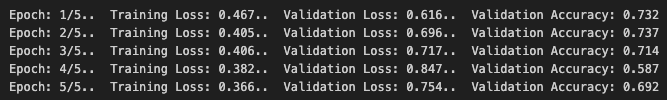 Epoch: 1/5..  Training Loss: 0.467..  Validation Loss: 0.616..  Validation Accuracy: 0.732
Epoch: 2/5..  Training Loss: 0.405..  Validation Loss: 0.696..  Validation Accuracy: 0.737
Epoch: 3/5..  Training Loss: 0.406..  Validation Loss: 0.717..  Validation Accuracy: 0.714
Epoch: 4/5..  Training Loss: 0.382..  Validation Loss: 0.847..  Validation Accuracy: 0.587
Epoch: 5/5..  Training Loss: 0.366..  Validation Loss: 0.754..  Validation Accuracy: 0.692